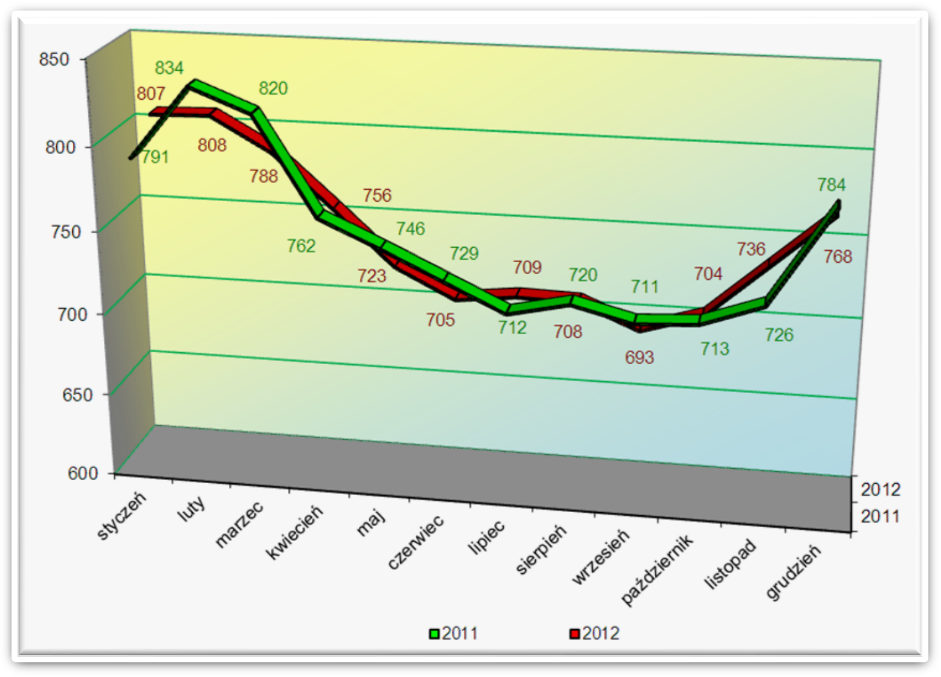 850
834
820
807
800
791
808
788
784
756
762
746
750
729
723
736
768
709
720
711
704
705
712
708
693
713
726
700
650
600
2012
2011
styczeń
luty
marzec
kwiecień
maj
czerwiec
lipiec
sierpień
wrzesień
październik
listopad
grudzień
2011 2012